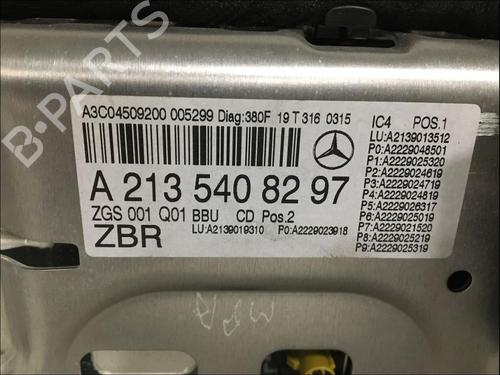 B-PARTS
A3C04509200 005299 Diag:380F 19 T 316 0315
IC4 POS.1
LU:A2139013512
P0:A2229048501
P1:A2229025320
P2:A2229024619
P3:A2229024719
P4:A2229024819
P5:A2229026317
P6:A2229025019
P7:A2229021520
P8:A2229025219
P9:A2229025319
A 213 540 82 97
ZGS 001 Q01 BBU CD Pos.2
ZBR LU:A2139019310 P0:A2229023918